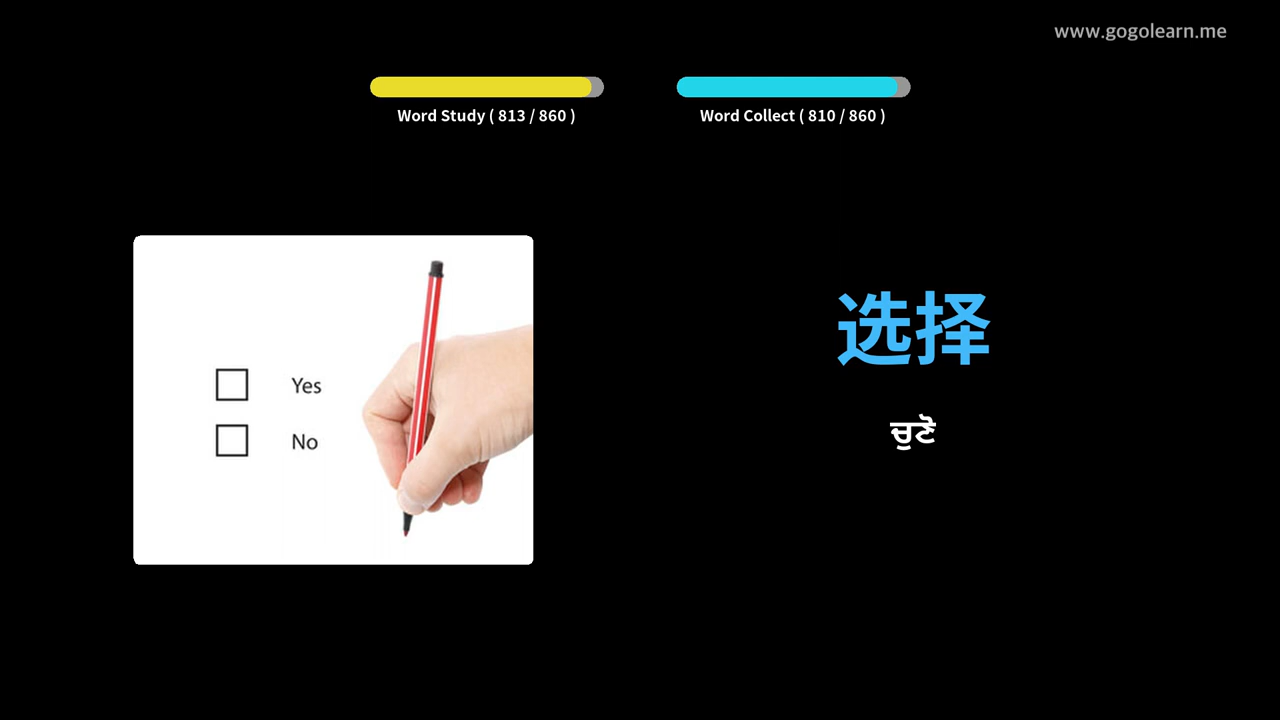 www.gogolearn.me
Word Study ( 813 / 860 )
Word Collect ( 810 / 860 )
Yes
No
选择
ਚੁਣੋ